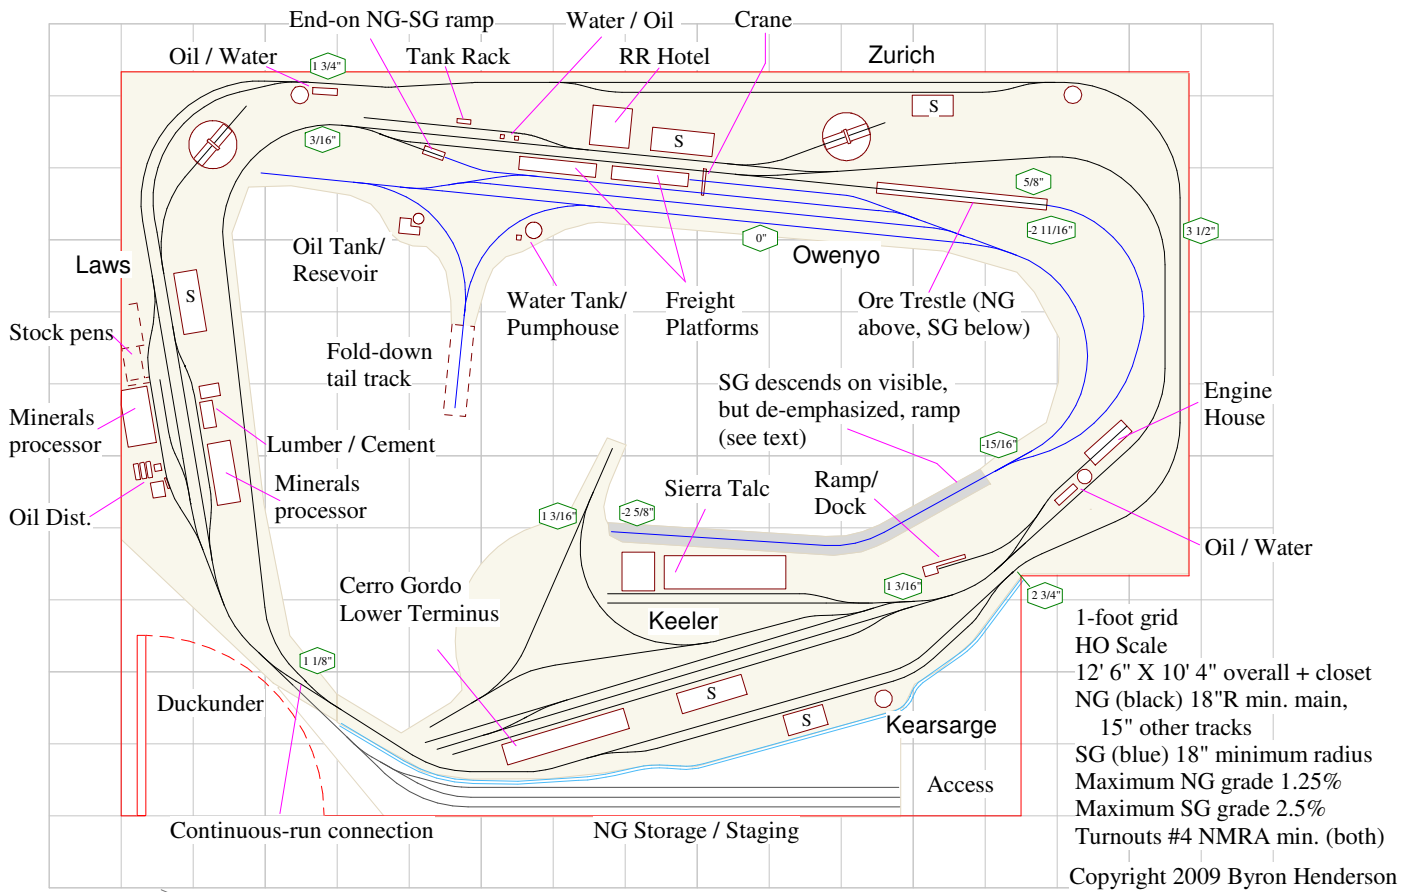 End-on NG-SG ramp
Water / Oil
Crane
Oil / Water
Tank Rack
RR Hotel
Zurich
1 3/4"
S
S
3/16"
5/8"
-2 11/16"
3 1/2"
0"
Oil Tank/
Resevoir
Owenyo
Laws
S
Water Tank/
Pumphouse
Freight
Platforms
Ore Trestle (NG
above, SG below)
Stock pens
Fold-down
tail track
SG descends on visible,
but de-emphasized, ramp
(see text)
Engine
House
Minerals
processor
Lumber / Cement
-15/16"
Minerals
processor
Sierra Talc
Ramp/
Dock
Oil Dist.
1 3/16"
-2 5/8"
Oil / Water
Cerro Gordo
Lower Terminus
1 3/16"
2 3/4"
Keeler
1 1/8"
Duckunder
S
S
Kearsarge
Access
Continuous-run connection
NG Storage / Staging
1-foot grid
HO Scale
12' 6" X 10' 4" overall + closet
NG (black) 18"R min. main,
15" other tracks
SG (blue) 18" minimum radius
Maximum NG grade 1.25%
Maximum SG grade 2.5%
Turnouts #4 NMRA min. (both)
Copyright 2009 Byron Henderson